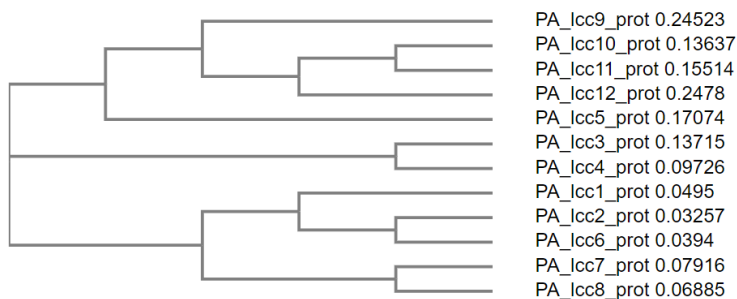 PA_lcc9_prot 0.24523
PA_lcc10_prot 0.13637
PA_lcc11_prot 0.15514
PA_lcc12_prot 0.2478
PA_lcc5_prot 0.17074
PA_lcc3_prot 0.13715
PA_lcc4_prot 0.09726
PA_lcc1_prot 0.0495
PA_lcc2_prot 0.03257
PA_lcc6_prot 0.0394
PA_lcc7_prot 0.07916
PA_lcc8_prot 0.06885